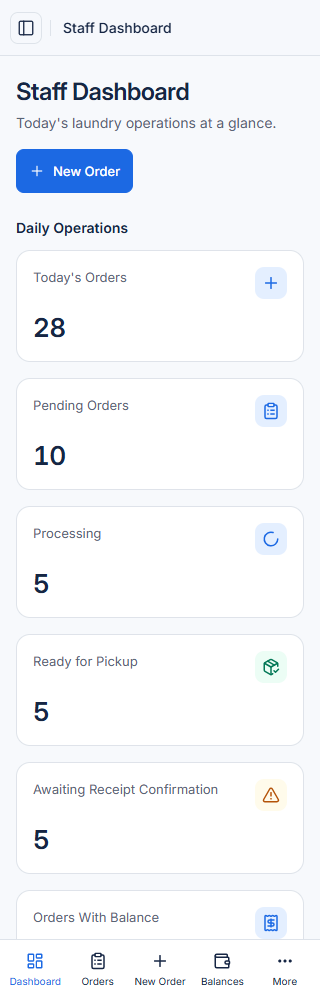 Staff Dashboard
Staff Dashboard
Today's laundry operations at a glance.
New Order
Daily Operations
Today's Orders
28
Pending Orders
10
Processing
5
Ready for Pickup
5
Awaiting Receipt Confirmation
5
Orders With Balance
Dashboard Orders New Order Balances More